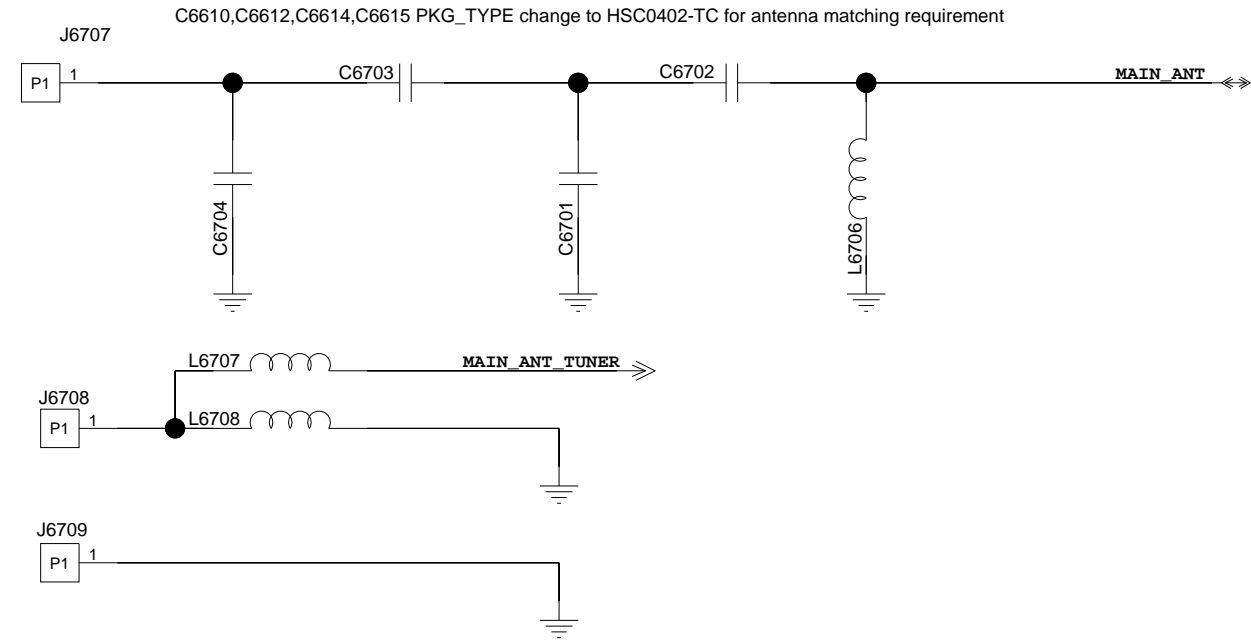 C6610,C6612,C6614,C6615 PKG_TYPE change to HSC0402-TC for antenna matching requirement
J6707
P1 1 C6703 C6702 MAIN_ANT
C6704 C6701 L6706
L6707 MAIN_ANT_TUNER
J6708
P1 1 L6708
J6709
P1 1